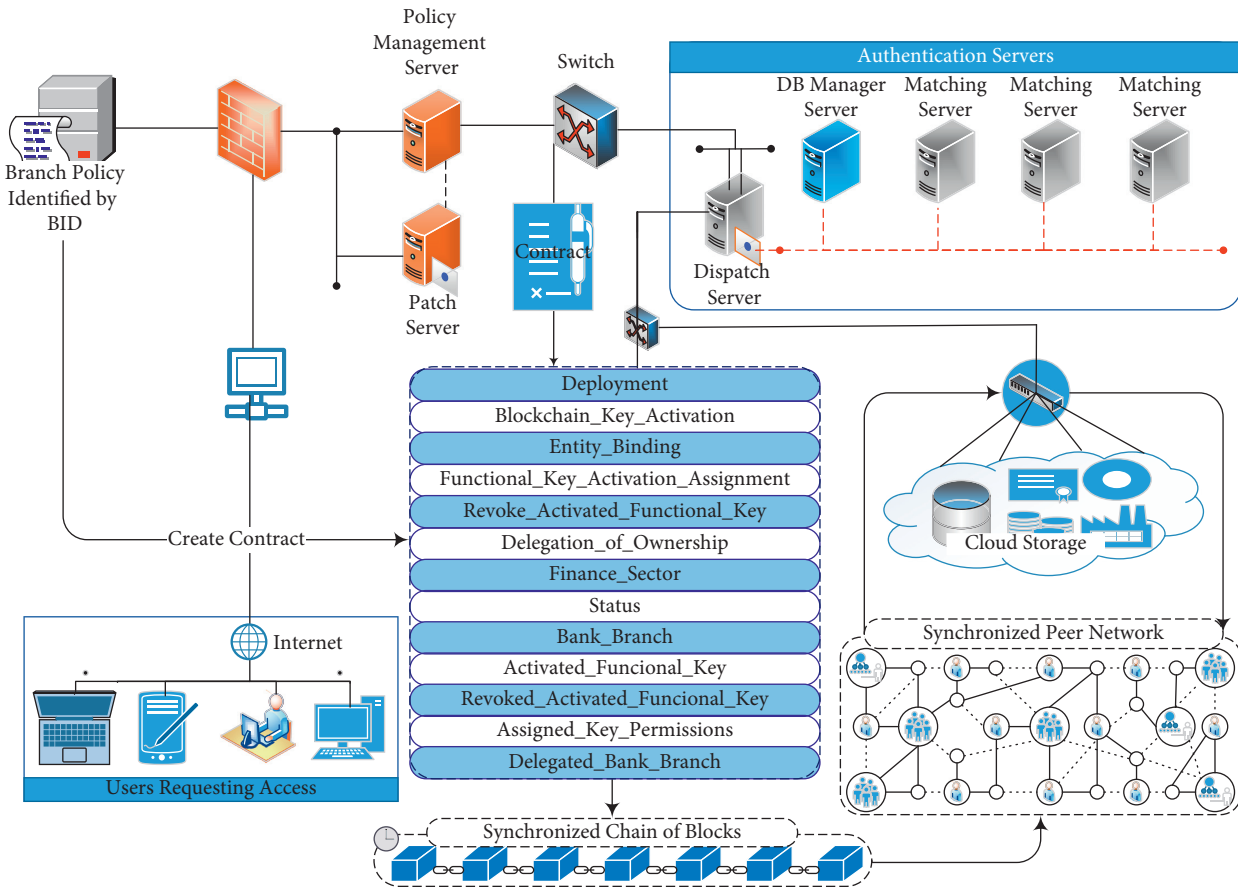 Policy
Management
Server
Switch
Authentication Servers
DB Manager
Server
Matching
Server
Matching
Server
Matching
Server
Branch Policy
Identified by
BID
Contract
Patch
Server
Dispatch
Server
Deployment
Blockchain_Key_Activation
Entity_Binding
Functional_Key_Activation_Assignment
Revoke_Activated_Functional_Key
Delegation_of_Ownership
Finance_Sector
Status
Bank_Branch
Activated_Funcional_Key
Revoked_Activated_Funcional_Key
Assigned_Key_Permissions
Delegated_Bank_Branch
Create Contract
Cloud Storage
Internet
*
*
Users Requesting Access
Synchronized Peer Network
Synchronized Chain of Blocks